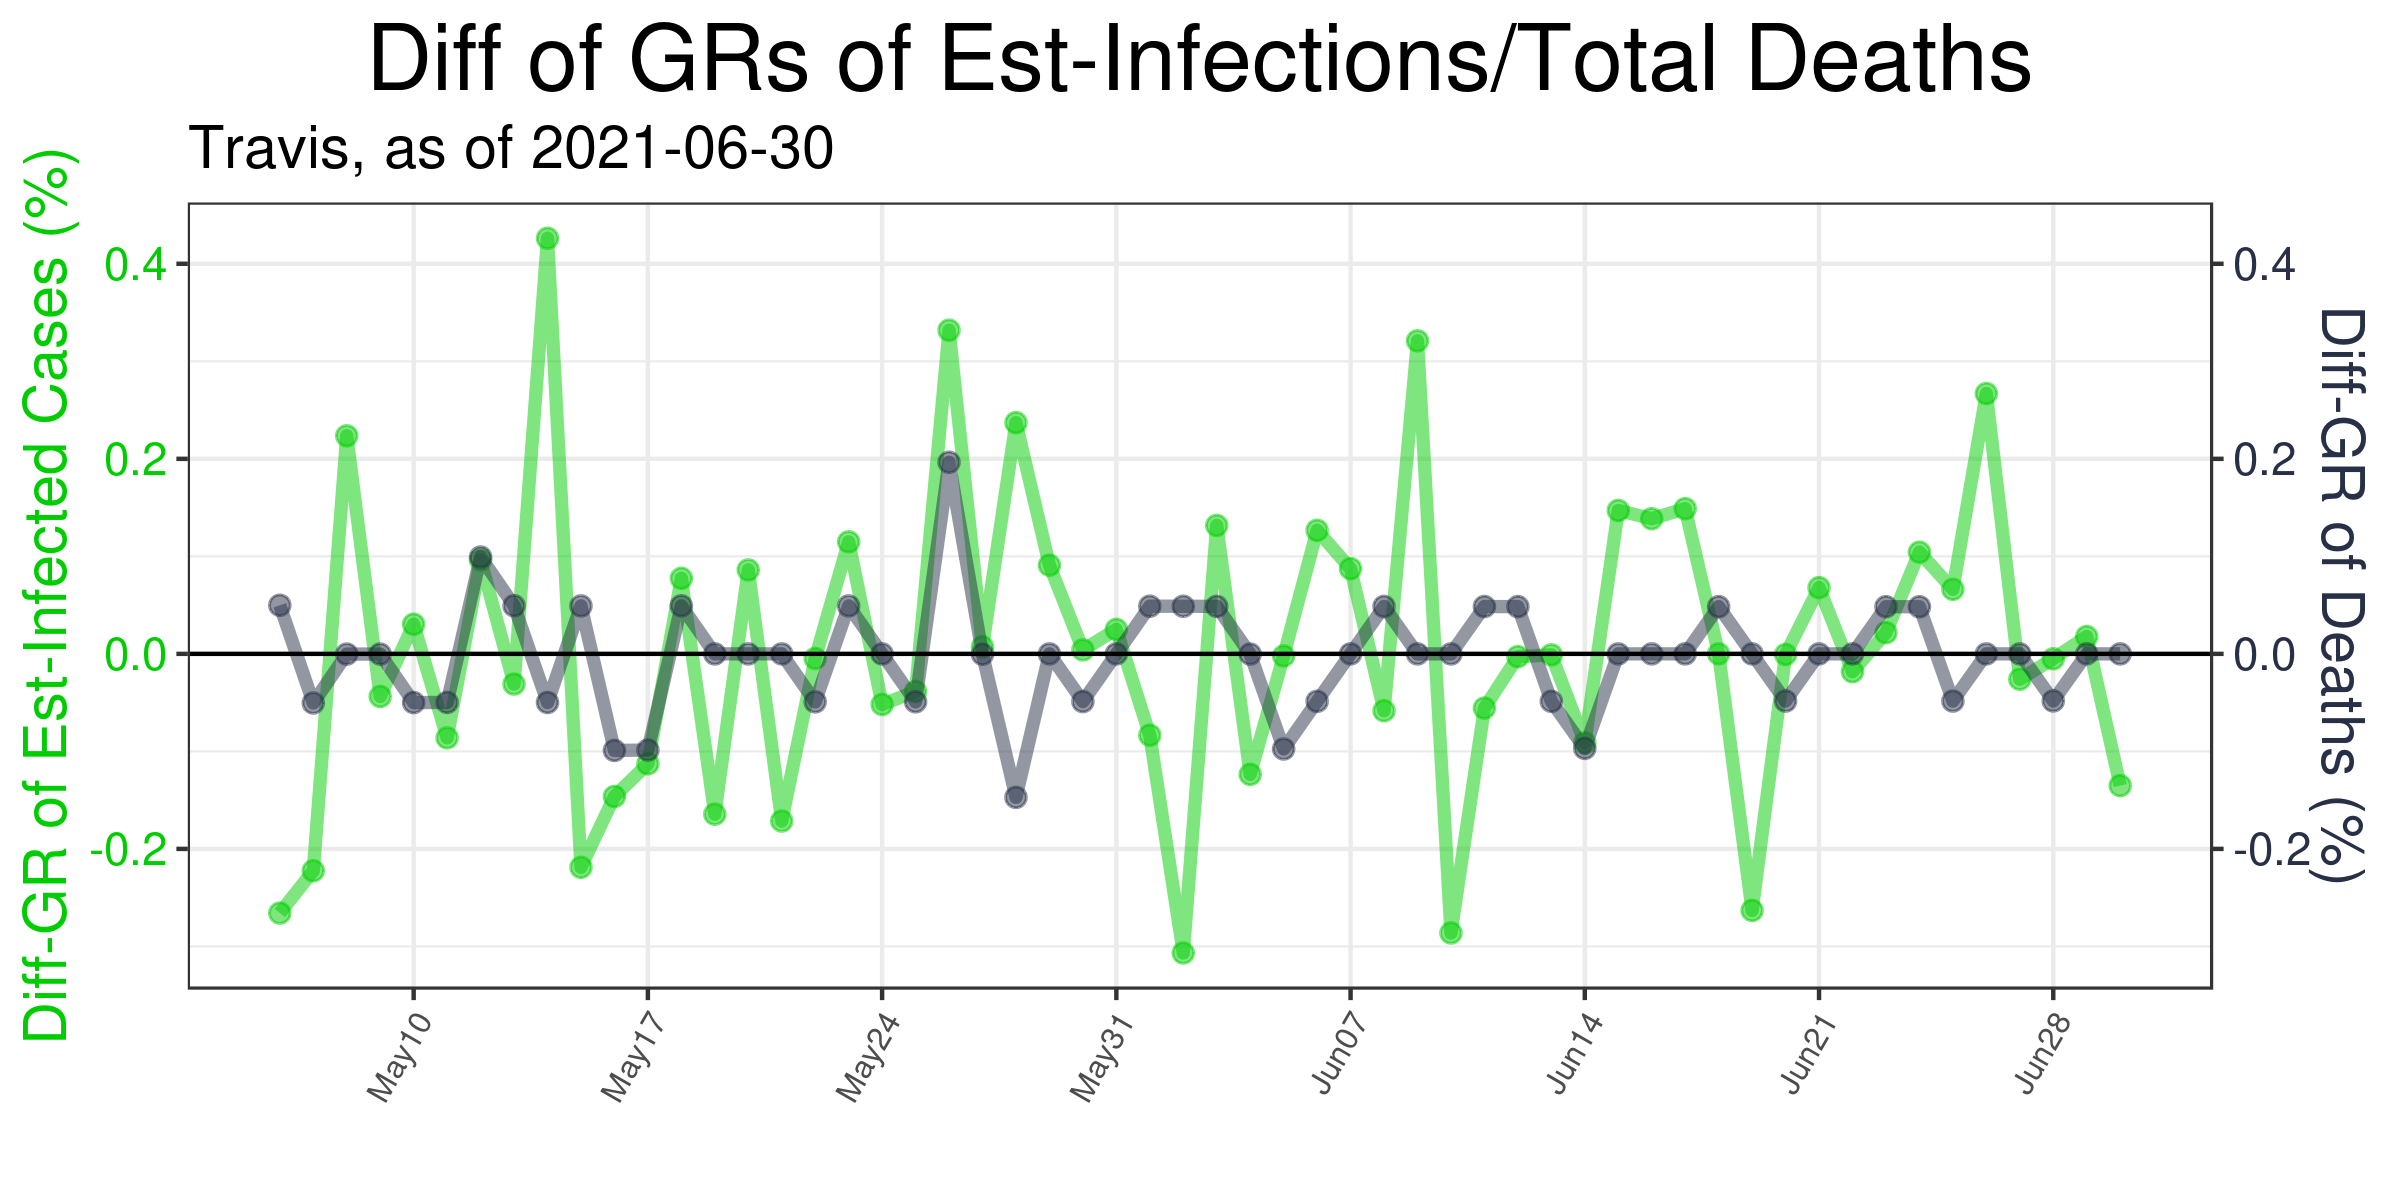 Diff of GRs of Est-Infections/Total Deaths
Travis, as of 2021-06-30
Diff-GR of Est-Infected Cases (%)
0.4
0.2
0.0
-0.2
0.4
0.2
0.0
-0.2
Diff-GR of Deaths (%)
May10
May17
May24
May31
Jun07
Jun14
Jun21
Jun28